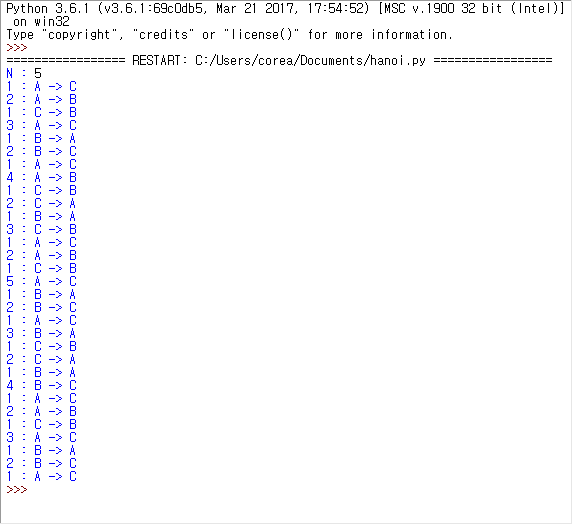 Python 3.6.1 (v3.6.1:69c0db5, Mar 21 2017, 17:54:52) [MSC v.1900 32 bit (Intel)]
on win32
Type "copyright", "credits" or "license()" for more information.
>>>
================= RESTART: C:/Users/corea/Documents/hanoi.py =================
N : 5
1 : A -> C
2 : A -> B
1 : C -> B
3 : A -> C
1 : B -> A
2 : B -> C
1 : A -> C
4 : A -> B
1 : C -> B
2 : C -> A
1 : B -> A
3 : C -> B
1 : A -> C
2 : A -> B
1 : C -> B
5 : A -> C
1 : B -> A
2 : B -> C
1 : A -> C
3 : B -> A
1 : C -> B
2 : C -> A
1 : B -> A
4 : B -> C
1 : A -> C
2 : A -> B
1 : C -> B
3 : A -> C
1 : B -> A
2 : B -> C
1 : A -> C
>>>